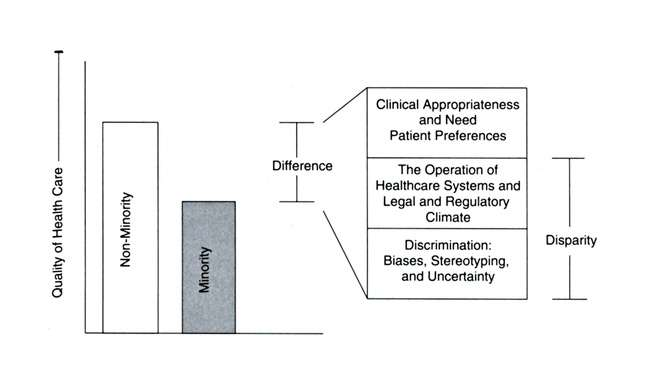 Quality of Health Care
Non-Minority
Minority
Difference
Clinical Appropriateness
and Need
Patient Preferences
The Operation of
Healthcare Systems and
Legal and Regulatory
Climate
Discrimination:
Biases, Stereotyping,
and Uncertainty
Disparity